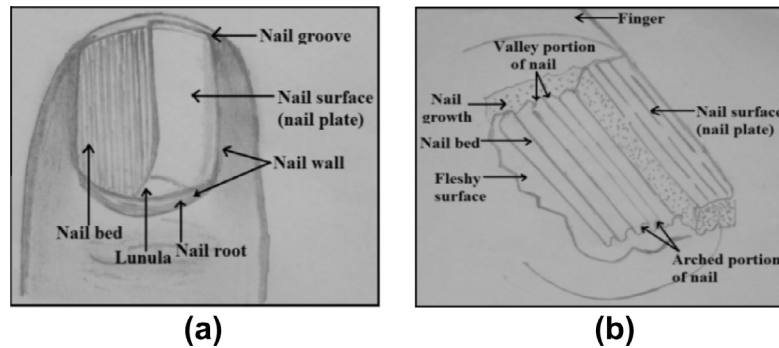 Nail groove
Nail surface
(nail plate)
Nail wall
Nail bed
Lunula
Nail root
(a)
Finger
Valley portion
of nail
Nail
growth
Nail surface
(nail plate)
Nail bed
Fleshy
surface
Arched portion
of nail
(b)